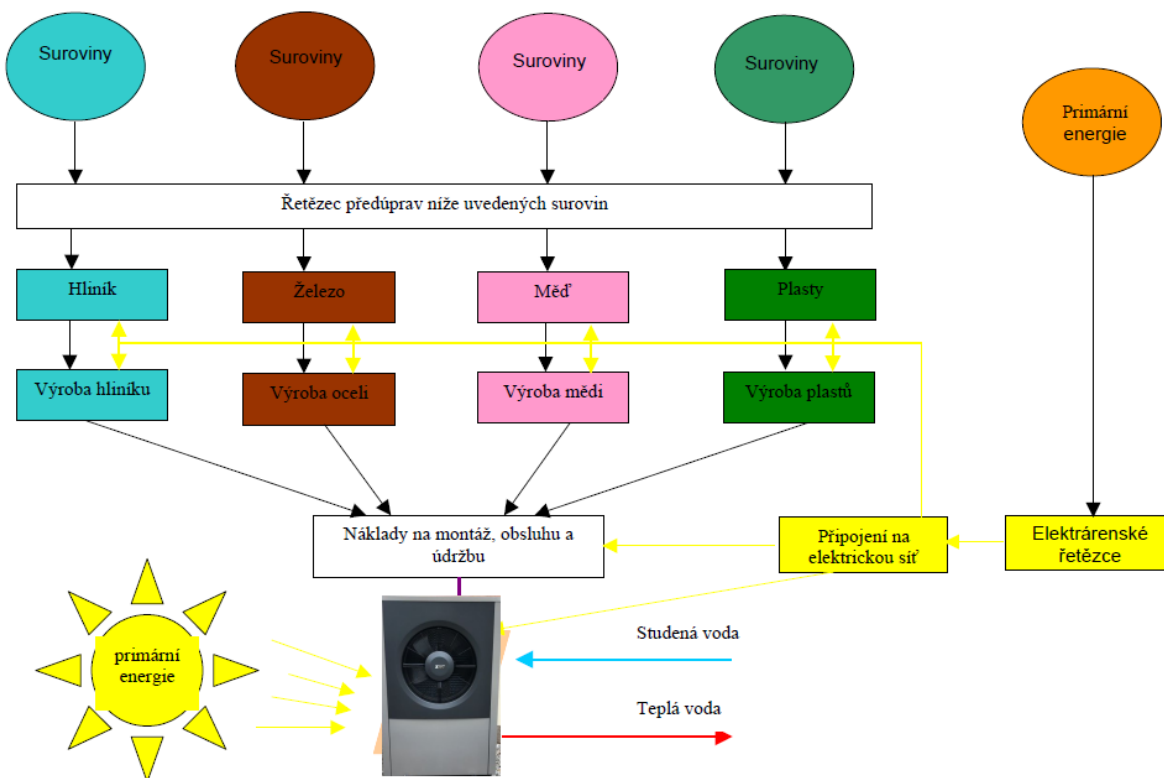 Suroviny
Suroviny
Suroviny
Suroviny
Primární
energie
Řetězec předúprav níže uvedených surovin
Hliník
Železo
Měď
Plasty
Výroba hliníku
Výroba oceli
Výroba mědi
Výroba plastů
Náklady na montáž, obsluhu a
údržbu
Připojení na
elektrickou síť
Elektrárenské
řetězce
primární
energie
Studená voda
Teplá voda